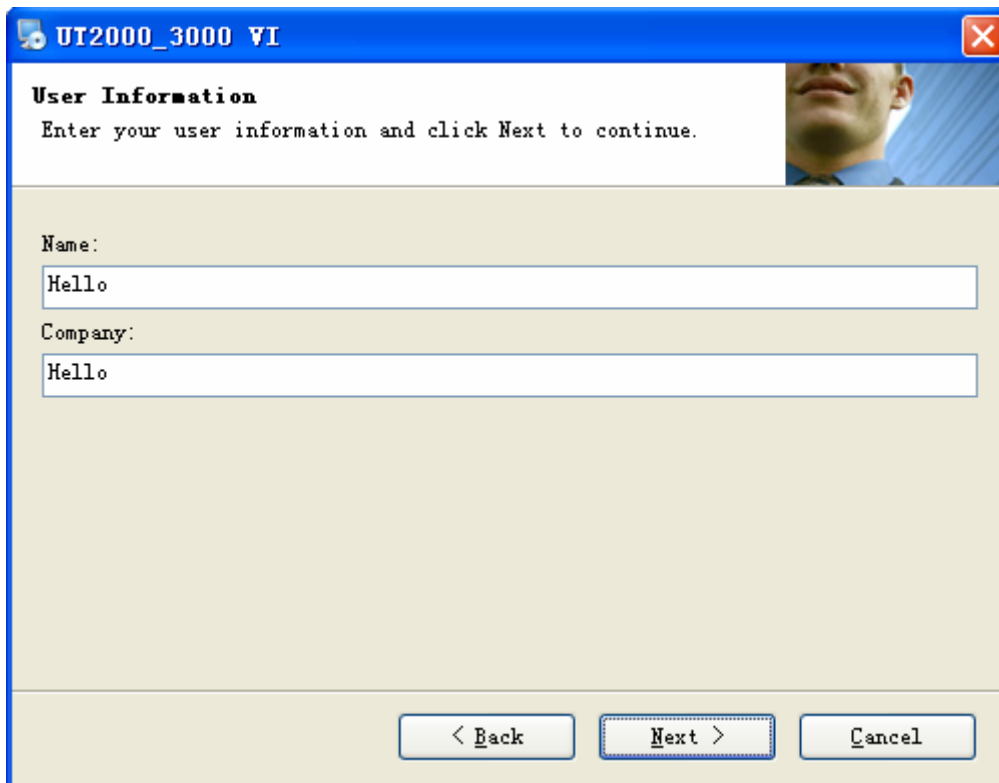 UT2000_3000 VI
User Information
Enter your user information and click Next to continue.
Name:
Hello
Company:
Hello
< Back
Next >
Cancel